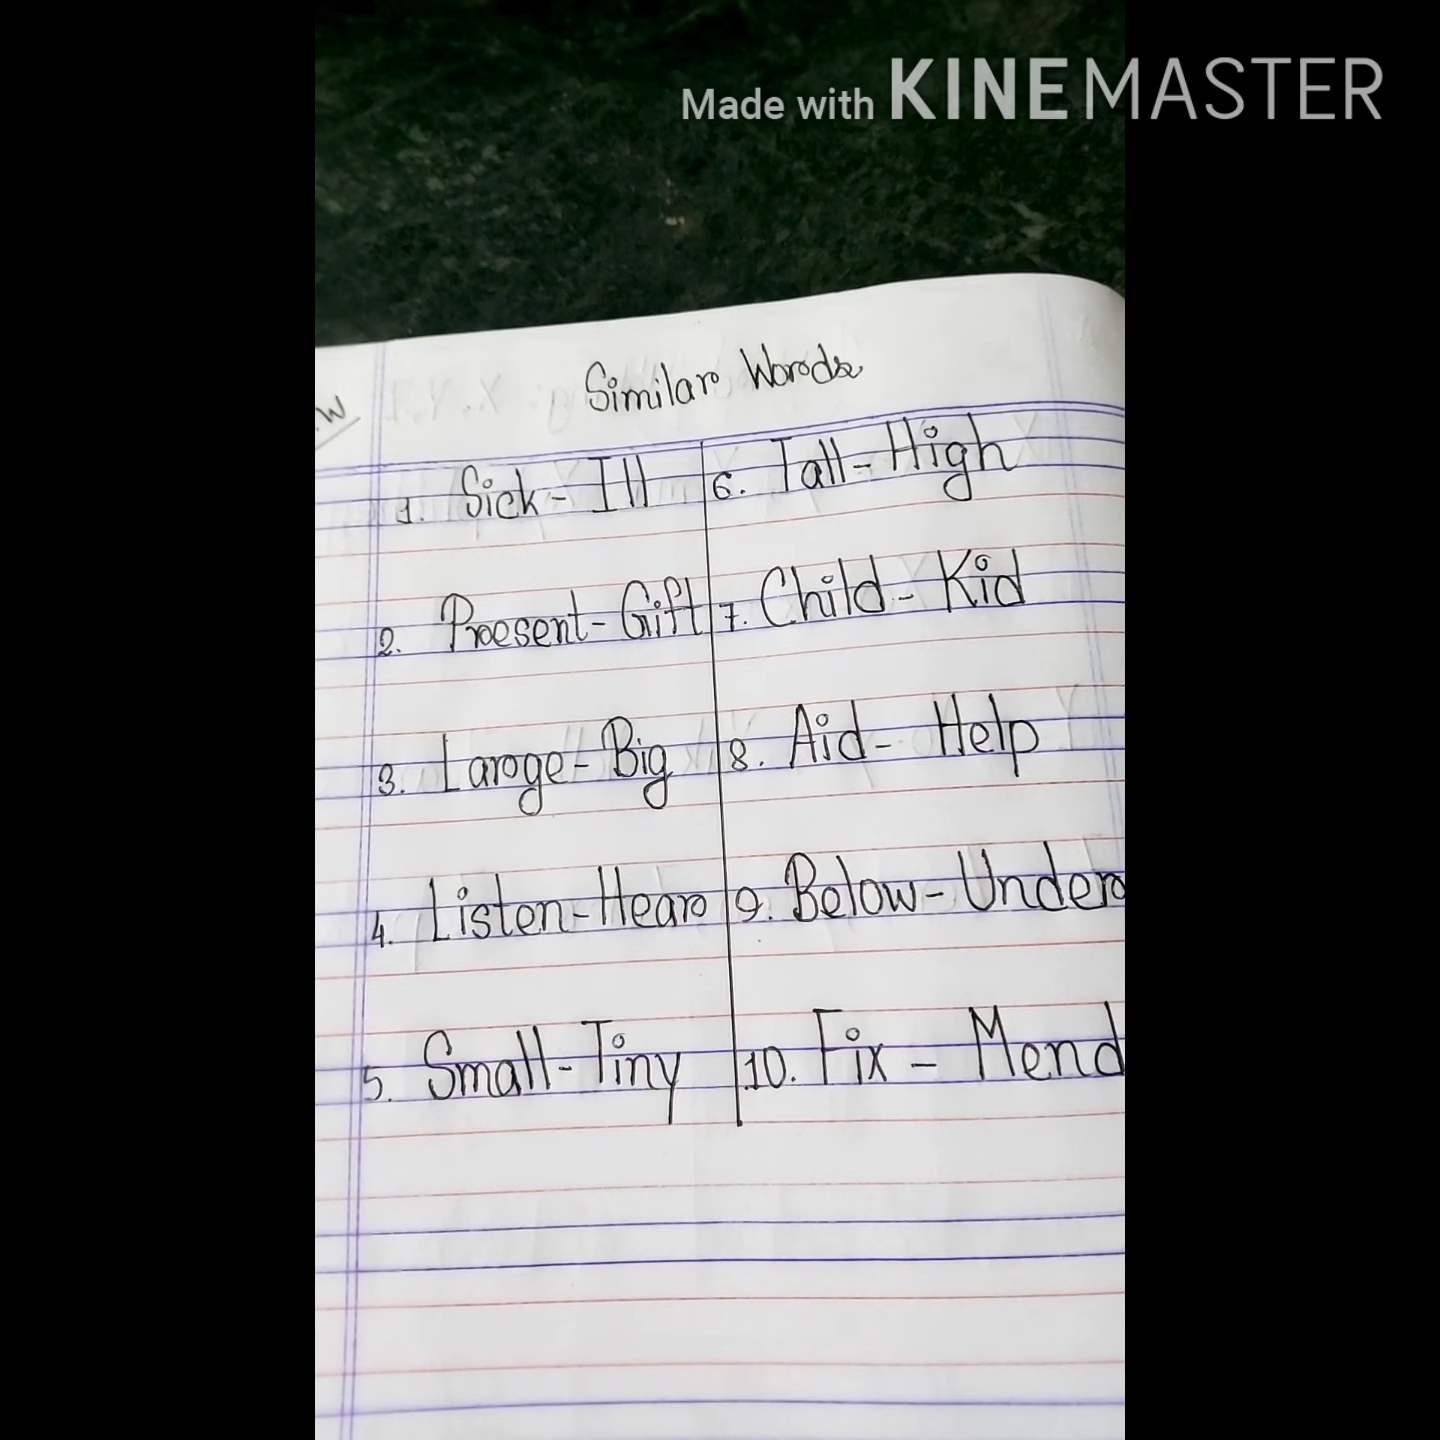 Made with KINEMASTER
Similar Words
.W
1. Sick - Ill
2. Present - Gift
3. Large - Big
4. Listen - Hear
5. Small - Tiny
6. Tall - High
7. Child - Kid
8. Aid - Help
9. Below - Under
10. Fix - Mend